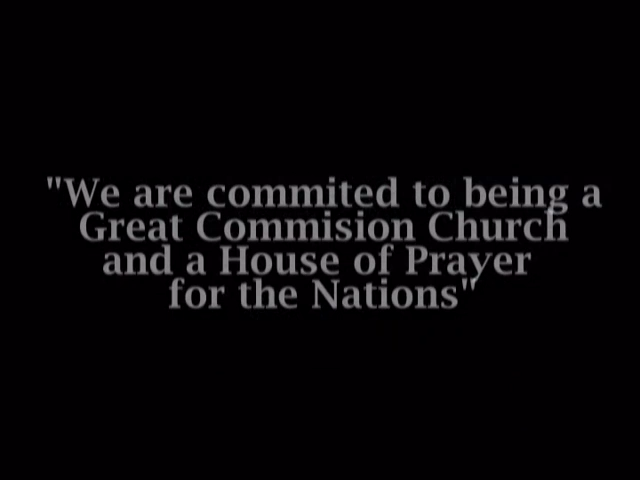 "We are commited to being a
Great Commision Church
and a House of Prayer
for the Nations"